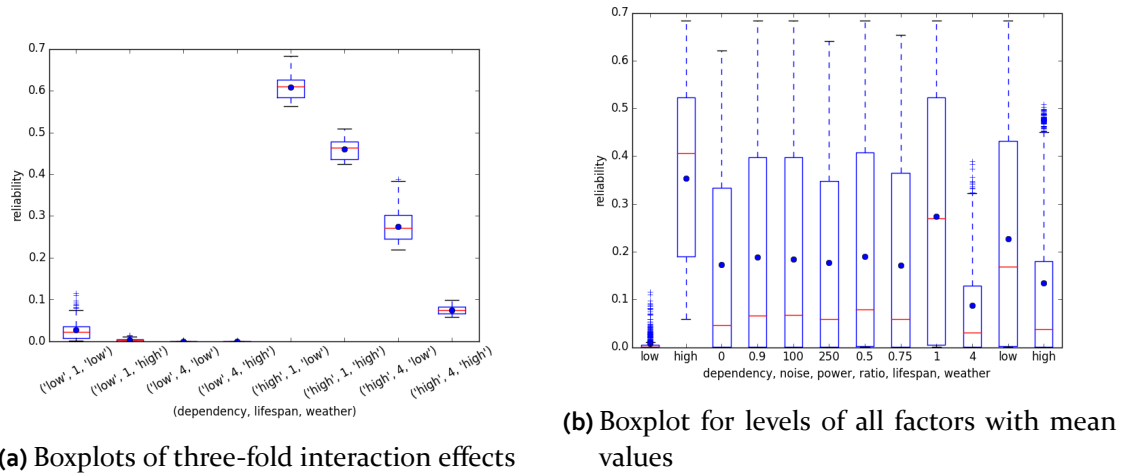 0.7
0.6
0.5
0.4
0.3
0.2
0.1
0.0
reliability
('low', 1, 'low')
('low', 1, 'high')
('low', 4, 'low')
('low', 4, 'high')
('high', 1, 'low')
('high', 1, 'high')
('high', 4, 'low')
('high', 4, 'high')
(dependency, lifespan, weather)
(a) Boxplots of three-fold interaction effects
0.7
0.6
0.5
0.4
0.3
0.2
0.1
0.0
reliability
low high 0 0.9 100 250 0.5 0.75 1 4 low high
dependency, noise, power, ratio, lifespan, weather
(b) Boxplot for levels of all factors with mean
values